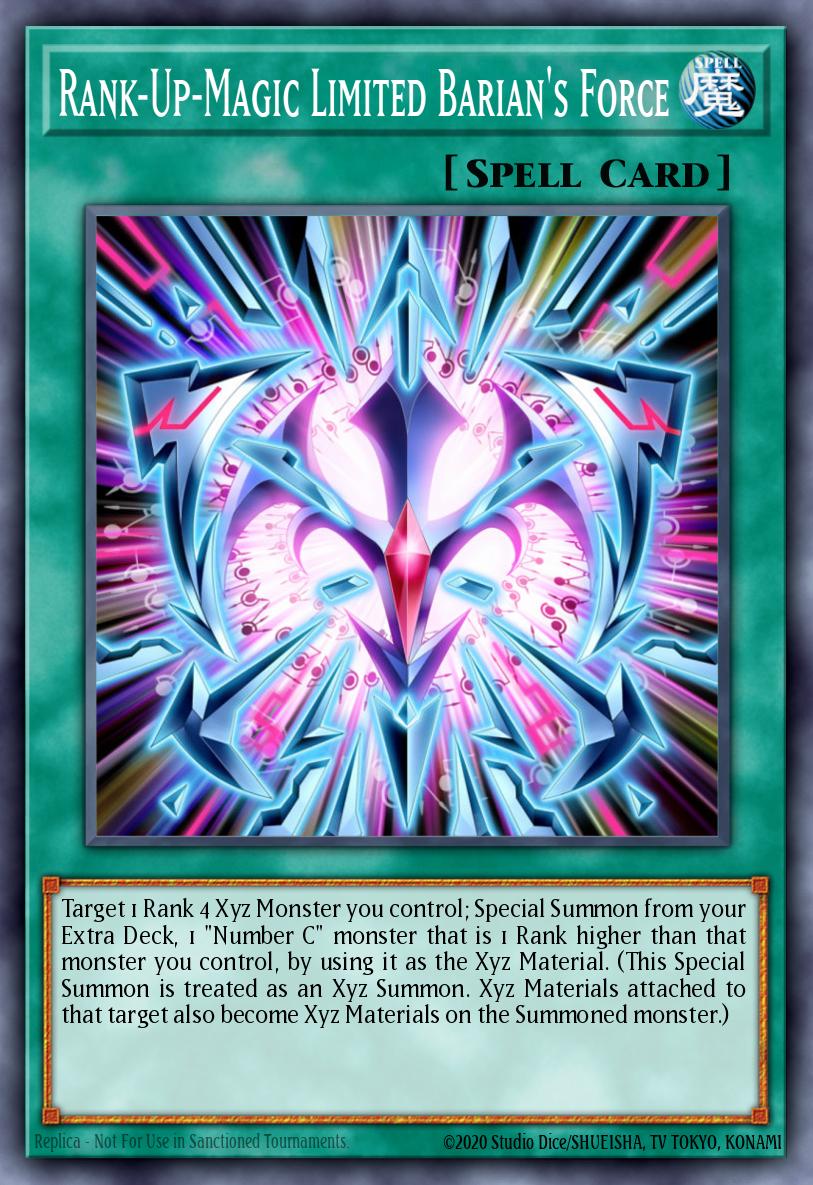 Rank-Up-Magic Limited Barian's Force
SPELL
魔
[ Spell Card ]
Target 1 Rank 4 Xyz Monster you control; Special Summon from your
Extra Deck, 1 "Number C" monster that is 1 Rank higher than that
monster you control, by using it as the Xyz Material. (This Special
Summon is treated as an Xyz Summon. Xyz Materials attached to
that target also become Xyz Materials on the Summoned monster.)
Replica - Not For Use in Sanctioned Tournaments.
©2020 Studio Dice/SHUEISHA, TV TOKYO, KONAMI